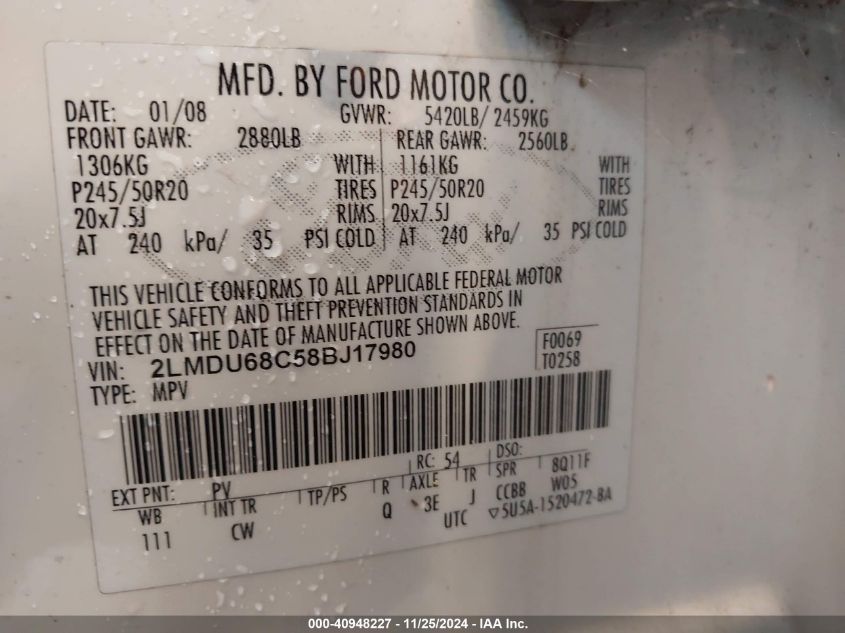 MFD. BY FORD MOTOR CO.
DATE: 01/08 GVWR: 5420LB/ 2459KG
FRONT GAWR: 2880LB REAR GAWR: 2560LB
1306KG WITH 1161KG WITH
P245/50R20 TIRES P245/50R20 TIRES
20x7.5J RIMS 20x7.5J RIMS
AT 240 kPa/ 35 PSI COLD AT 240 kPa/ 35 PSI COLD
THIS VEHICLE CONFORMS TO ALL APPLICABLE FEDERAL MOTOR
VEHICLE SAFETY AND THEFT PREVENTION STANDARDS IN
EFFECT ON THE DATE OF MANUFACTURE SHOWN ABOVE.
VIN: 2LMDU68C58BJ17980 F0069
TYPE: MPV T0258
EXT PNT: PV RC: 54 DSO:
WB INT TR TP/PS R AXLE TR SPR 8Q11F
111 CW Q 3E J CCBB W05
UTC ▽5U5A-1520472-BA
000-40948227 - 11/25/2024 - IAA Inc.